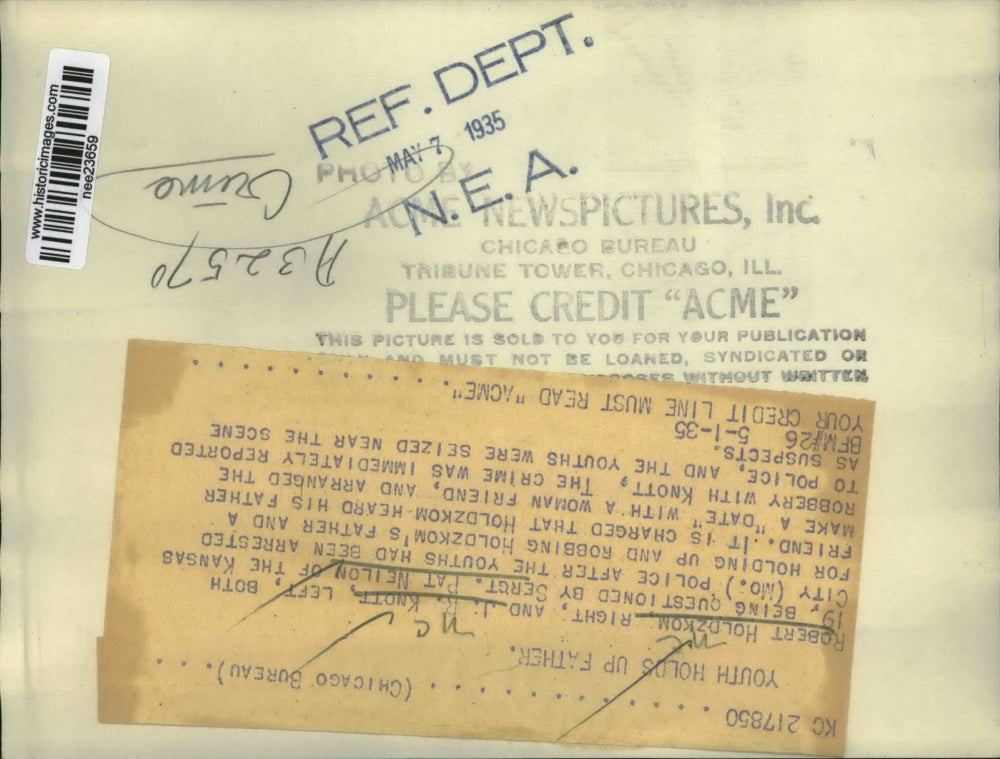 www.historicimages.com
nee23659
REF. DEPT.
MAY 7 1935
N. E. A.
Crime
A32570
PHOTO BY
ACME NEWSPICTURES, Inc.
CHICAGO BUREAU
TRIBUNE TOWER, CHICAGO, ILL.
PLEASE CREDIT "ACME"
THIS PICTURE IS SOLD TO YOU FOR YOUR PUBLICATION
AND MUST NOT BE LOANED, SYNDICATED OR
WITHOUT WRITTEN
KC 217850 . . . . . . . . . . (CHICAGO BUREAU) . . .
YOUTH HOLDS UP FATHER.
NC
NC
ROBERT HOLDZKOM, RIGHT, AND J. R. KNOTT, LEFT, BOTH
19, BEING QUESTIONED BY SERGT. PAT NEILON OF THE KANSAS
CITY (MO.) POLICE AFTER THE YOUTHS HAD BEEN ARRESTED
FOR HOLDING UP AND ROBBING HOLDZKOM'S FATHER AND A
FRIEND. IT IS CHARGED THAT HOLDZKOM HEARD HIS FATHER
MAKE A "DATE" WITH A WOMAN FRIEND, AND ARRANGED THE
ROBBERY WITH KNOTT, THE CRIME WAS IMMEDIATELY REPORTED
TO POLICE, AND, THE YOUTHS WERE SEIZED NEAR THE SCENE
AS SUSPECTS.
BFM#26 5-1-35
YOUR CREDIT LINE MUST READ "ACME" . . . . . . . . . . .